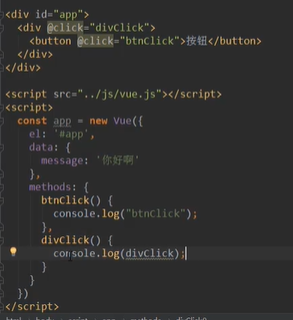 <div id="app">
<div @click="divClick">
<button @click="btnClick">按钮</button>
</div>
</div>
<script src="../js/vue.js"></script>
<script>
const app = new Vue({
el: '#app',
data: {
message: '你好啊'
},
methods: {
btnClick() {
console.log("btnClick");
},
divClick() {
console.log(divClick);
}
}
})
</script>